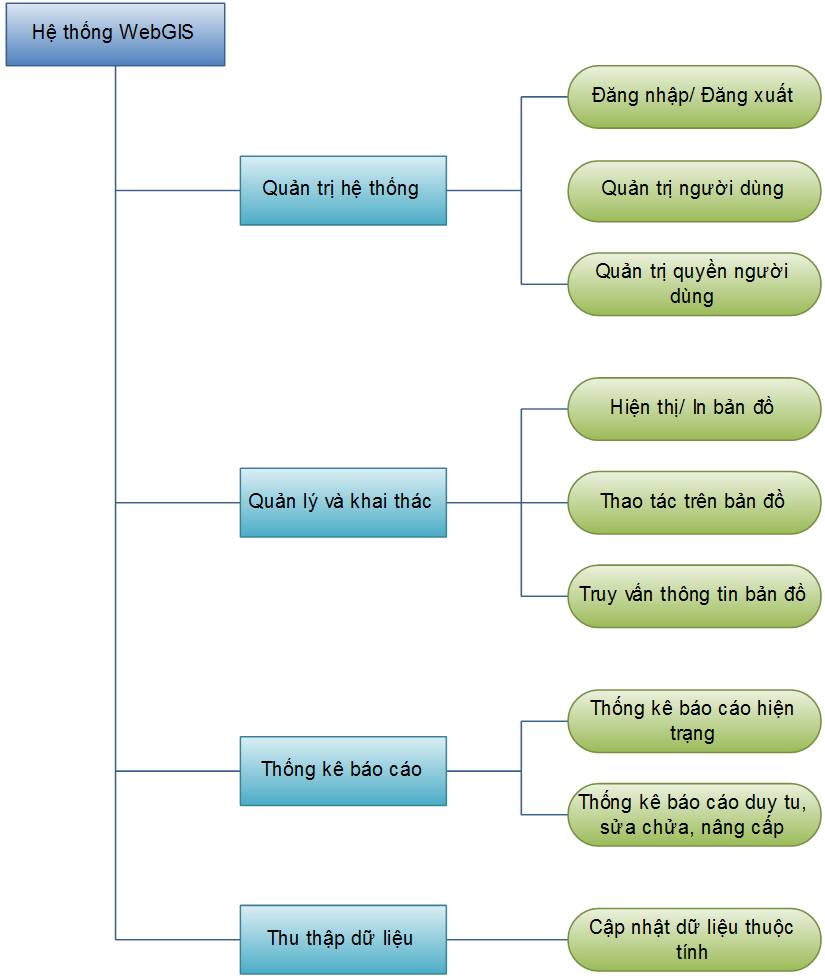 Hệ thống WebGIS
Quản trị hệ thống
Đăng nhập/ Đăng xuất
Quản trị người dùng
Quản trị quyền người
dùng
Quản lý và khai thác
Hiện thị/ In bản đồ
Thao tác trên bản đồ
Truy vấn thông tin bản đồ
Thống kê báo cáo
Thống kê báo cáo hiện
trạng
Thống kê báo cáo duy tu,
sửa chửa, nâng cấp
Thu thập dữ liệu
Cập nhật dữ liệu thuộc
tính